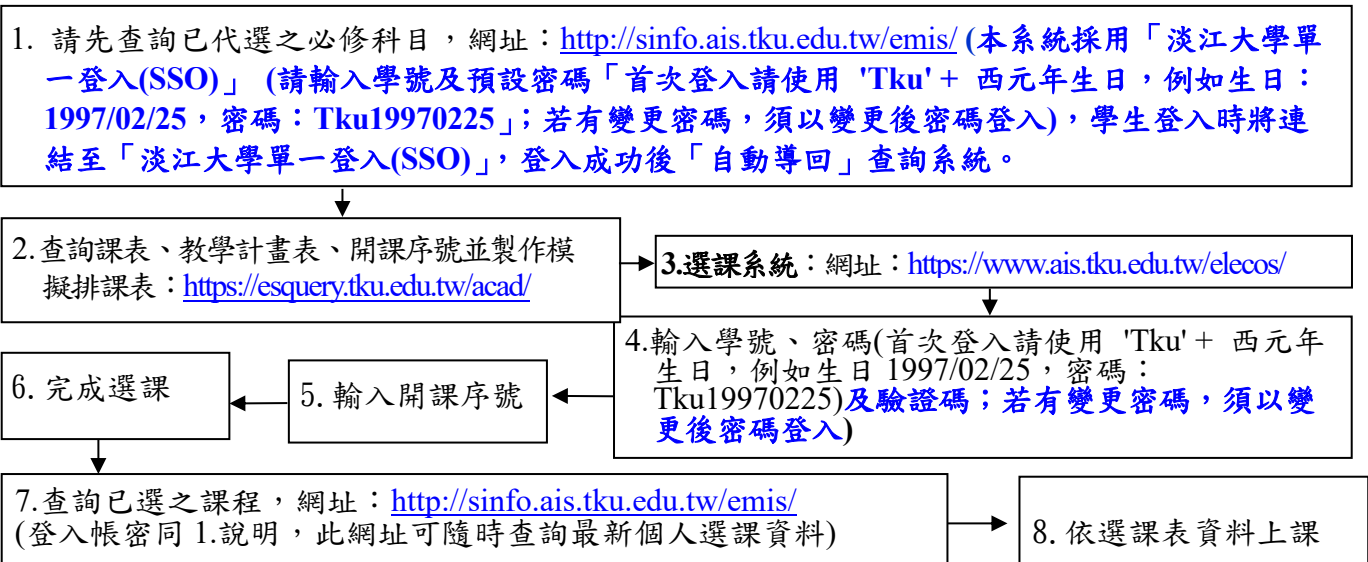 1. 請先查詢已代選之必修科目，網址：http://sinfo.ais.tku.edu.tw/emis/ (本系統採用「淡江大學單
一登入(SSO)」 (請輸入學號及預設密碼「首次登入請使用 'Tku' + 西元年生日，例如生日：
1997/02/25，密碼：Tku19970225」；若有變更密碼，須以變更後密碼登入)，學生登入時將連
結至「淡江大學單一登入(SSO)」，登入成功後「自動導回」查詢系統。
2.查詢課表、教學計畫表、開課序號並製作模
擬排課表：https://esquery.tku.edu.tw/acad/
3.選課系統：網址：https://www.ais.tku.edu.tw/elecos/
4.輸入學號、密碼(首次登入請使用 'Tku' + 西元年
生日，例如生日 1997/02/25，密碼：
Tku19970225)及驗證碼；若有變更密碼，須以變
更後密碼登入)
5. 輸入開課序號
6. 完成選課
7.查詢已選之課程，網址：http://sinfo.ais.tku.edu.tw/emis/
(登入帳密同 1.說明，此網址可隨時查詢最新個人選課資料)
8. 依選課表資料上課